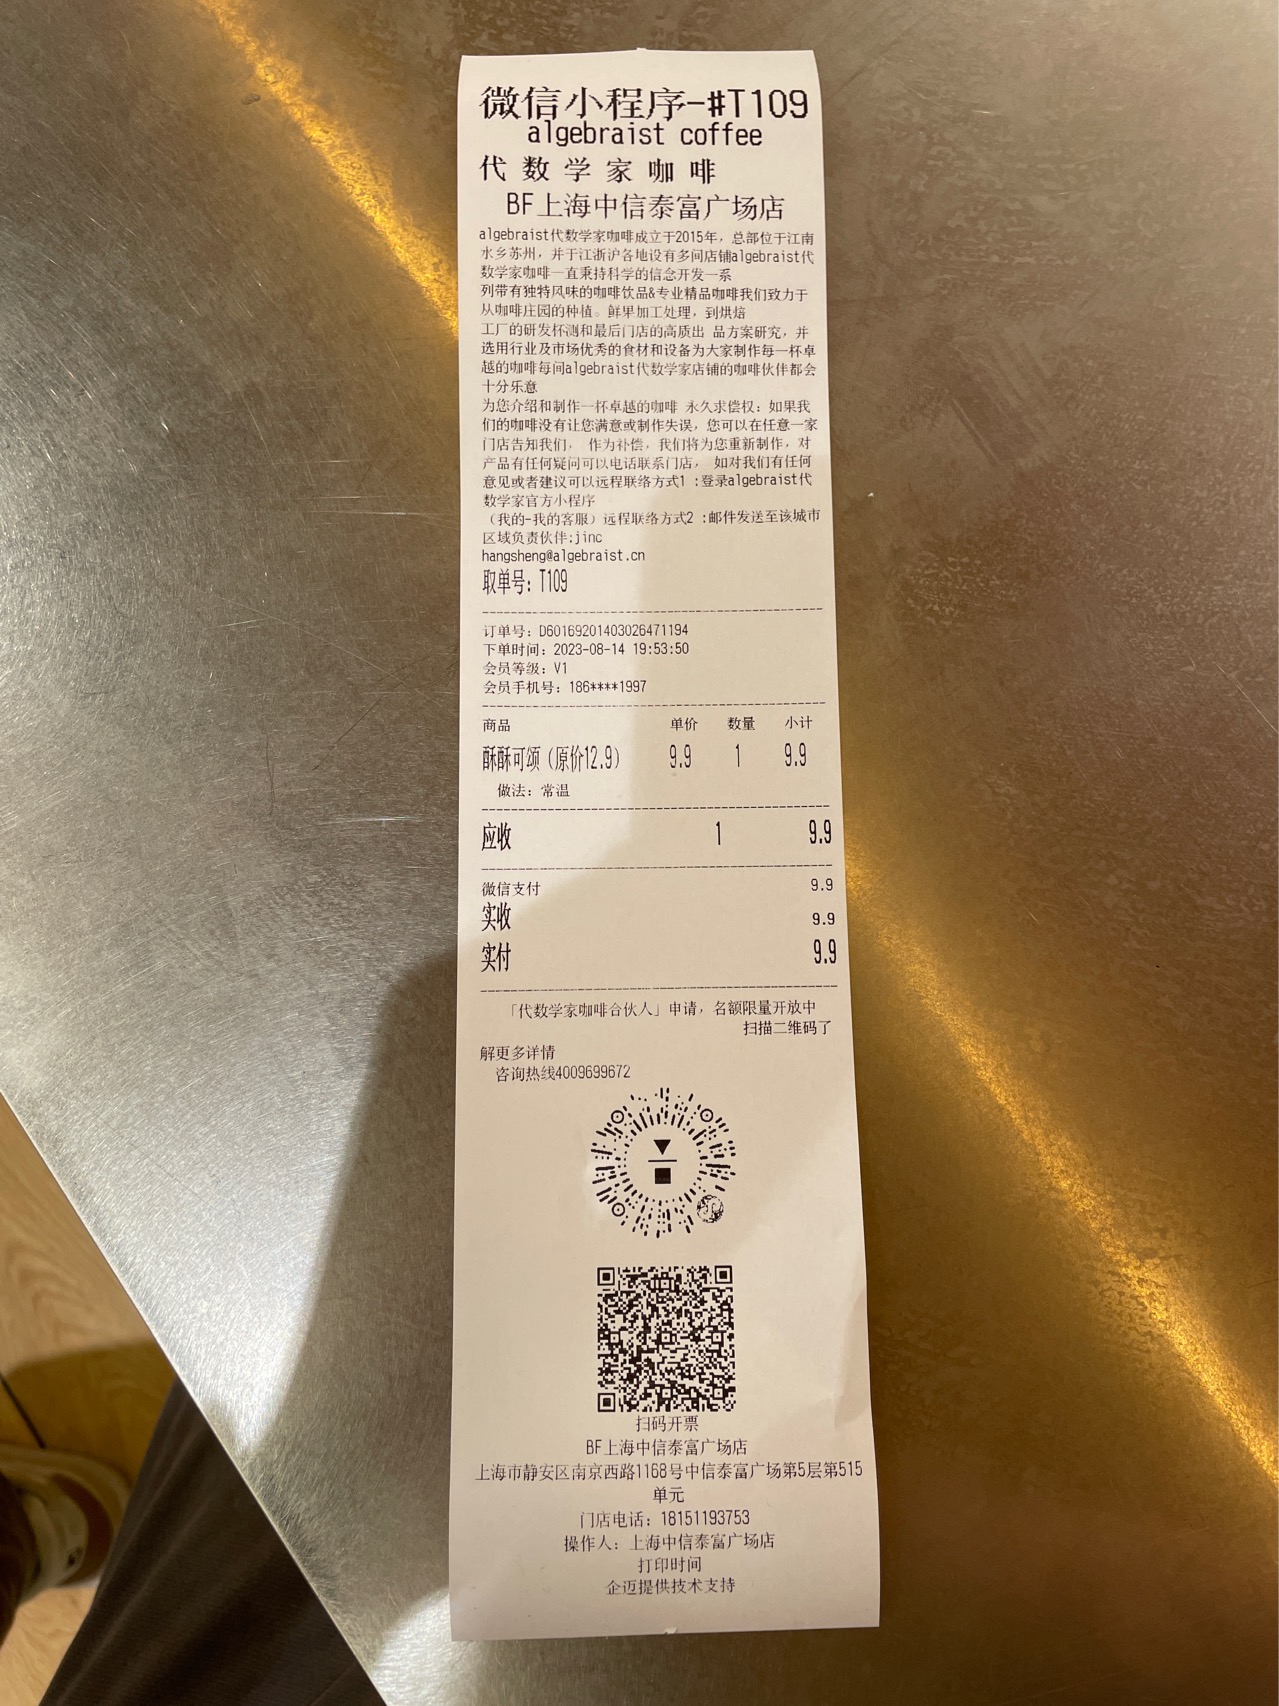 微信小程序-#T109
algebraist coffee
代数学家咖啡
BF上海中信泰富广场店
algebraist代数学家咖啡成立于2015年，总部位于江南
水乡苏州，并于江浙沪各地设有多间店铺algebraist代
数学家咖啡一直秉持科学的信念开发一系
列带有独特风味的咖啡饮品&专业精品咖啡我们致力于
从咖啡庄园的种植。鲜果加工处理，到烘焙
工厂的研发杯测和最后门店的高质出 品方案研究，并
选用行业及市场优秀的食材和设备为大家制作每一杯卓
越的咖啡每间algebraist代数学家店铺的咖啡伙伴都会
十分乐意
为您介绍和制作一杯卓越的咖啡 永久求偿权：如果我
们的咖啡没有让您满意或制作失误，您可以在任意一家
门店告知我们， 作为补偿，我们将为您重新制作，对
产品有任何疑问可以电话联系门店， 如对我们有任何
意见或者建议可以远程联络方式1 :登录algebraist代
数学家官方小程序
（我的-我的客服）远程联络方式2 :邮件发送至该城市
区域负责伙伴:jinc
hangsheng@algebraist.cn
取单号：T109
订单号：D60169201403026471194
下单时间：2023-08-14 19:53:50
会员等级：V1
会员手机号：186****1997
商品 单价 数量 小计
酥酥可颂（原价12.9） 9.9 1 9.9
做法：常温
应收 1 9.9
微信支付 9.9
实收 9.9
实付 9.9
「代数学家咖啡合伙人」申请，名额限量开放中
扫描二维码了
解更多详情
咨询热线4009699672
扫码开票
BF上海中信泰富广场店
上海市静安区南京西路1168号中信泰富广场第5层第515
单元
门店电话：18151193753
操作人：上海中信泰富广场店
打印时间
企迈提供技术支持